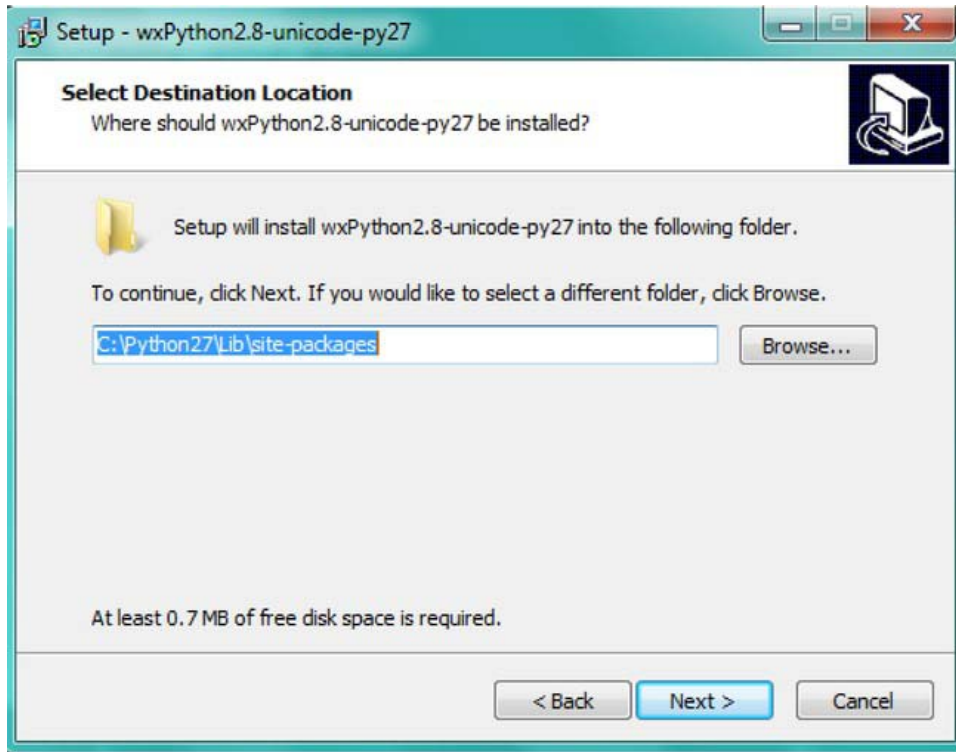 Setup - wxPython2.8-unicode-py27
Select Destination Location
Where should wxPython2.8-unicode-py27 be installed?
Setup will install wxPython2.8-unicode-py27 into the following folder.
To continue, click Next. If you would like to select a different folder, click Browse.
C:\Python27\Lib\site-packages
Browse...
At least 0.7 MB of free disk space is required.
< Back
Next >
Cancel